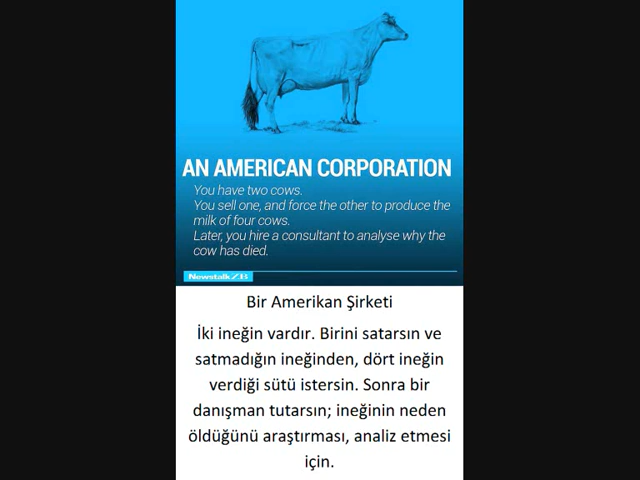 AN AMERICAN CORPORATION
You have two cows.
You sell one, and force the other to produce the
milk of four cows.
Later, you hire a consultant to analyse why the
cow has died.
Newstalk ZB
Bir Amerikan Şirketi
İki ineğin vardır. Birini satarsın ve
satmadığın ineğinden, dört ineğin
verdiği sütü istersin. Sonra bir
danışman tutarsın; ineğinin neden
öldüğünü araştırması, analiz etmesi
için.